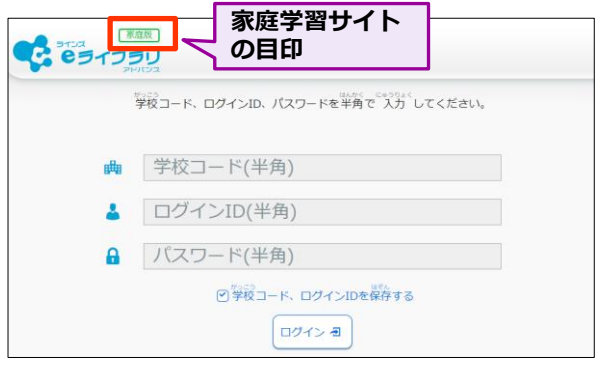 家庭学習サイト
の目印
家庭版
ラインズ
eライブラリ
アドバンス
がっこう はんかく にゅうりょく
学校コード、ログインID、パスワードを半角で 入力 してください。
学校コード(半角)
ログインID(半角)
パスワード(半角)
がっこう ほぞん
学校コード、ログインIDを保存する
ログイン